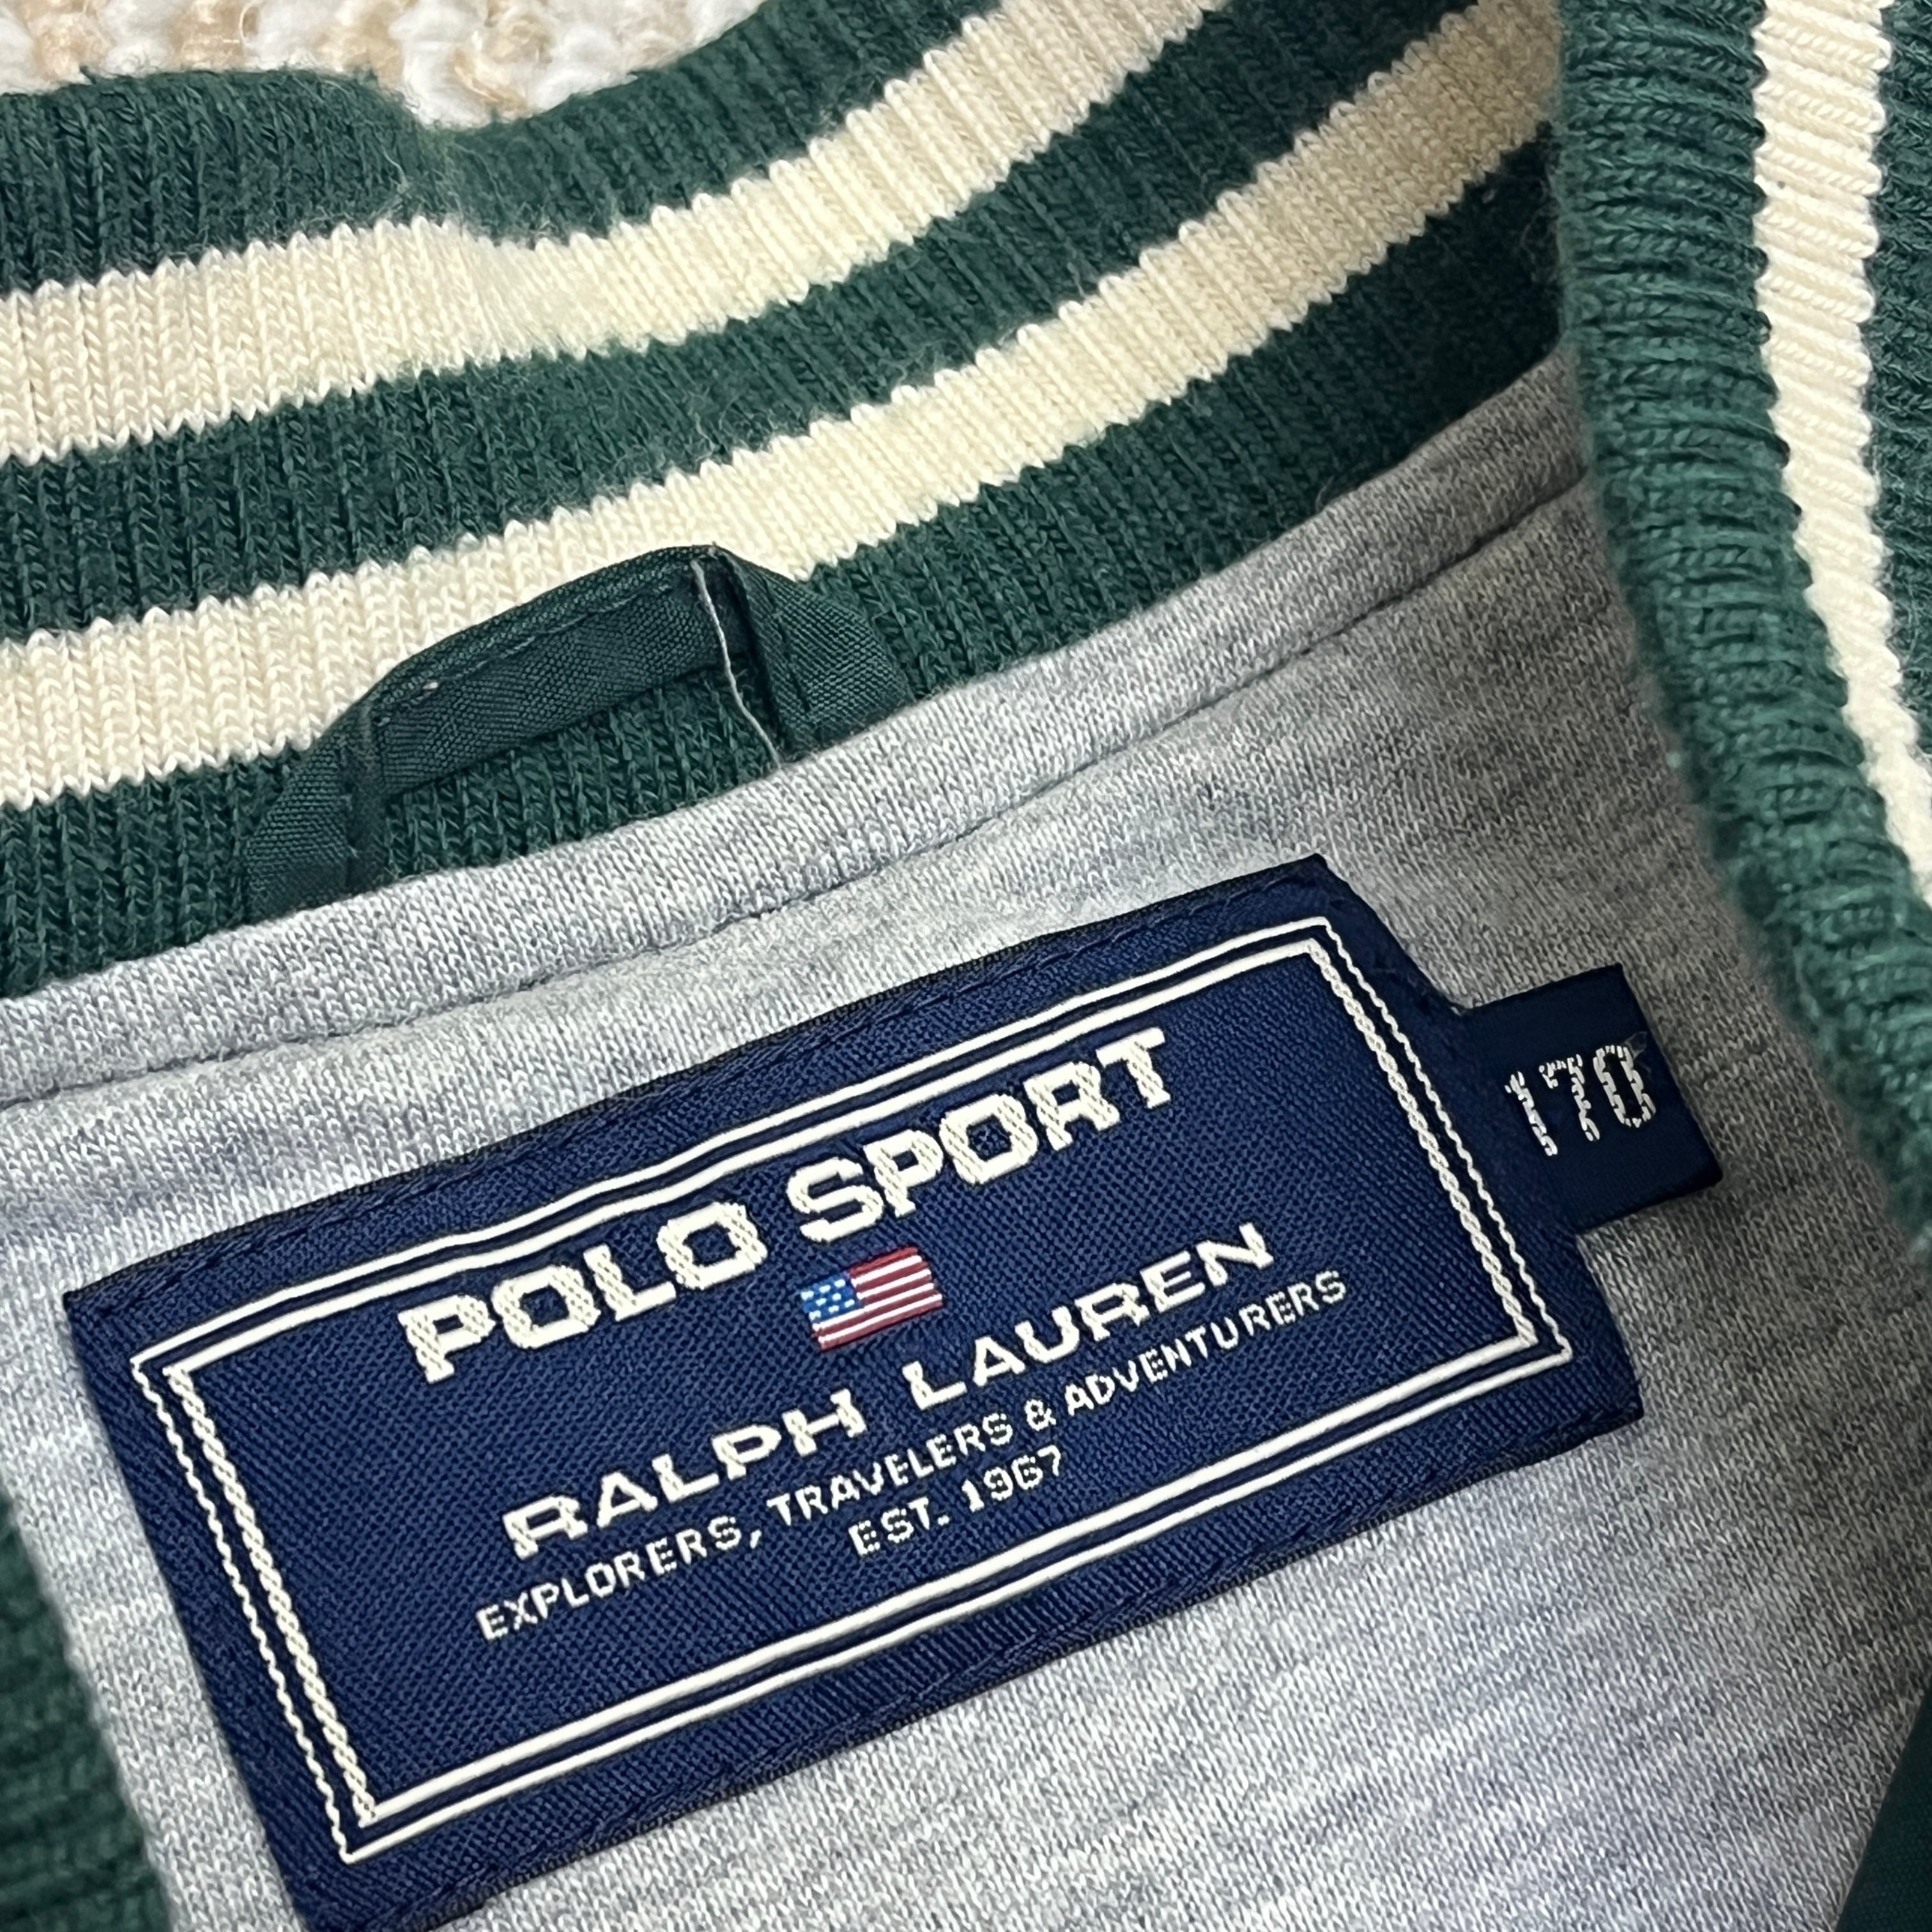 POLO SPORT
RALPH LAUREN
EXPLORERS, TRAVELERS & ADVENTURERS
EST. 1967
170